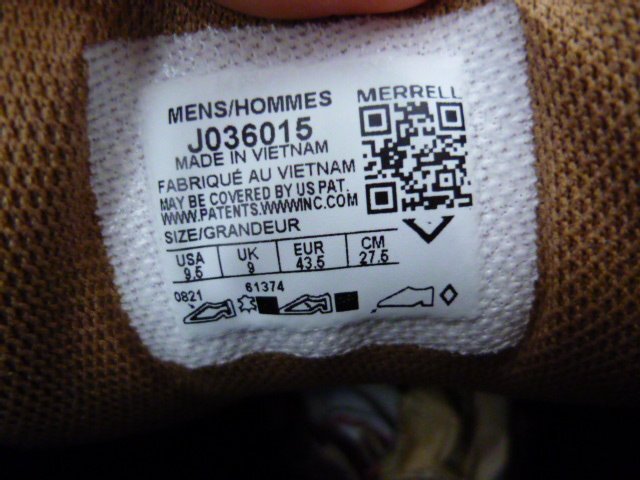 MENS/HOMMES
MERRELL
J036015
MADE IN VIETNAM
FABRIQUÉ AU VIETNAM
MAY BE COVERED BY US PAT.
WWW.PATENTS.WWWINC.COM
SIZE/GRANDEUR
USA UK EUR CM
9.5 9 43.5 27.5
0821 61374